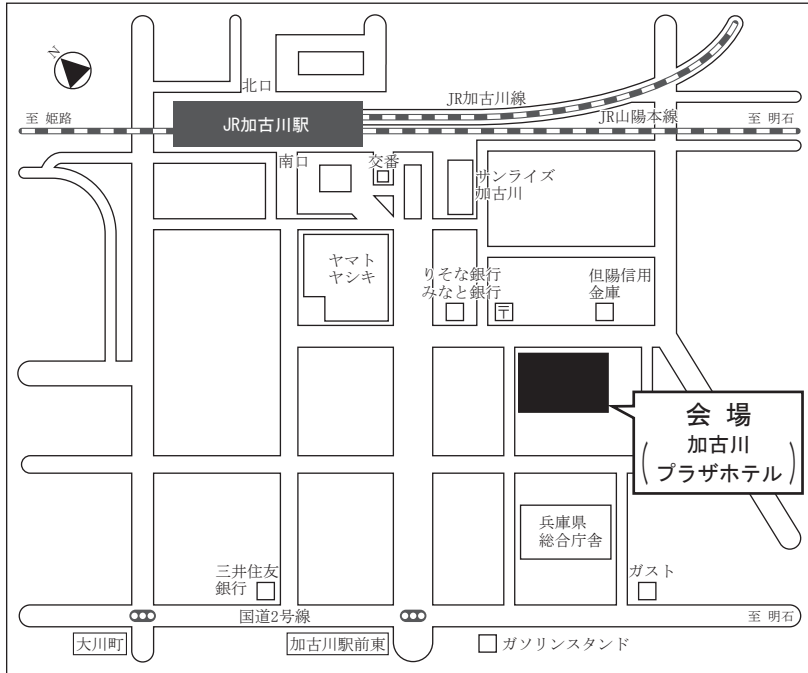 N
北口
JR加古川線
至 姫路
JR加古川駅
JR山陽本線
至 明石
南口
交番
サンライズ
加古川
ヤマト
ヤシキ
りそな銀行
みなと銀行
〒
但陽信用
金庫
会 場
加古川
プラザホテル
兵庫県
総合庁舎
三井住友
銀行
ガスト
国道2号線
至 明石
大川町
加古川駅前東
ガソリンスタンド